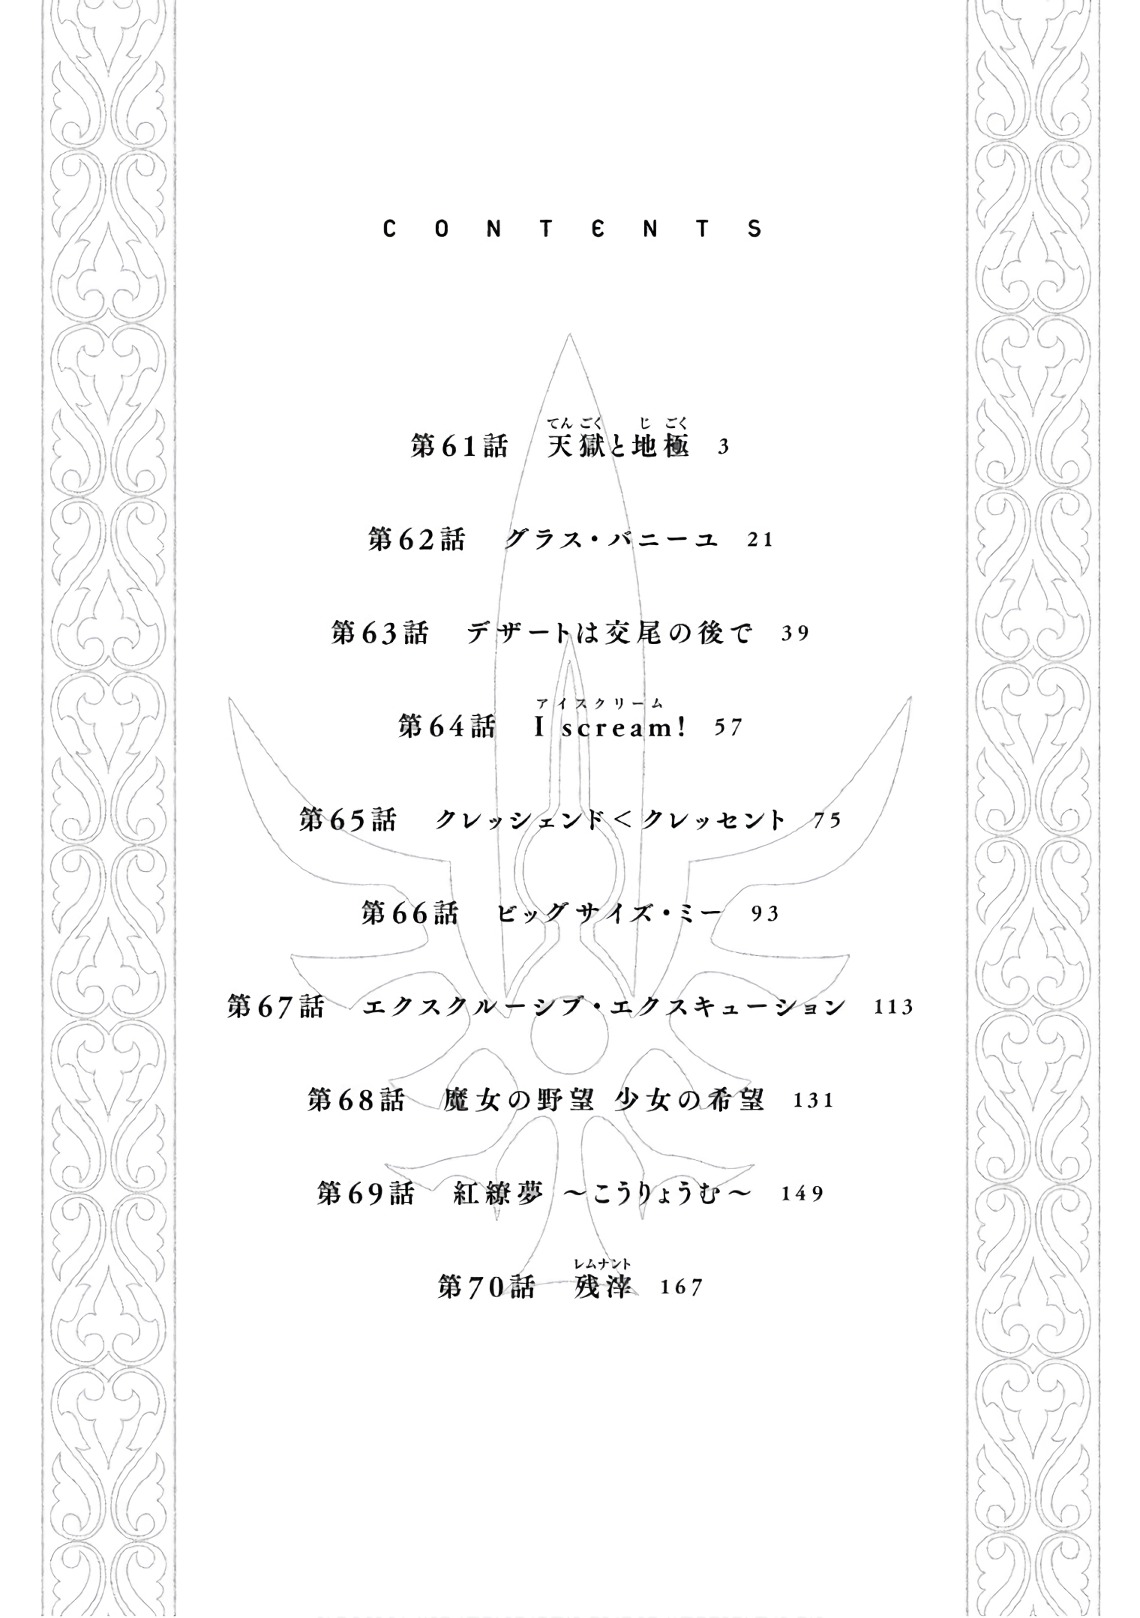 CONTENTS
てんごく じごく
第61話 天獄と地極 3
第62話 グラス・バニーユ 21
第63話 デザートは交尾の後で 39
アイスクリーム
第64話 I scream! 57
第65話 クレッシェンド＜クレッセント 75
第66話 ビッグサイズ・ミー 93
第67話 エクスクルーシブ・エクスキューション 113
第68話 魔女の野望 少女の希望 131
第69話 紅繚夢 〜こうりょうむ〜 149
レムナント
第70話 残滓 167